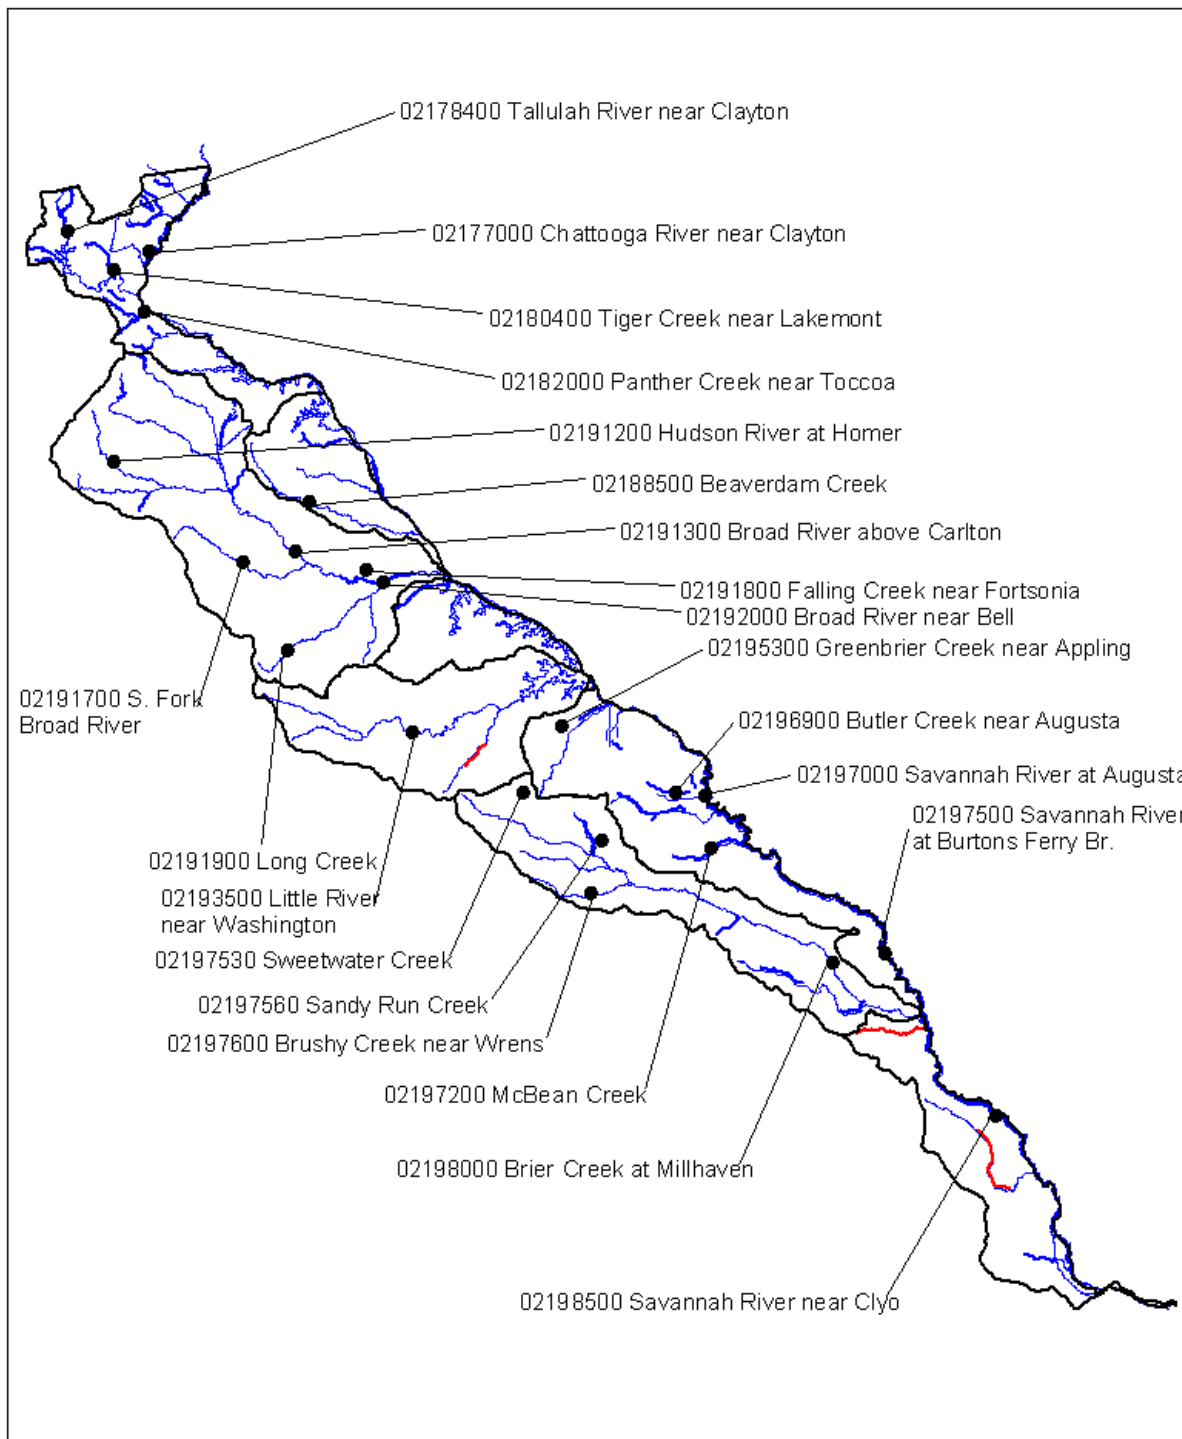 02178400 Tallulah River near Clayton
02177000 Chattooga River near Clayton
02180400 Tiger Creek near Lakemont
02182000 Panther Creek near Toccoa
02191200 Hudson River at Homer
02188500 Beaverdam Creek
02191300 Broad River above Carlton
02191800 Falling Creek near Fortsonia
02192000 Broad River near Bell
02195300 Greenbrier Creek near Appling
02191700 S. Fork
Broad River
02196900 Butler Creek near Augusta
02197000 Savannah River at Augusta
02197500 Savannah River
at Burtons Ferry Br.
02191900 Long Creek
02193500 Little River
near Washington
02197530 Sweetwater Creek
02197560 Sandy Run Creek
02197600 Brushy Creek near Wrens
02197200 McBean Creek
02198000 Brier Creek at Millhaven
02198500 Savannah River near Clyo